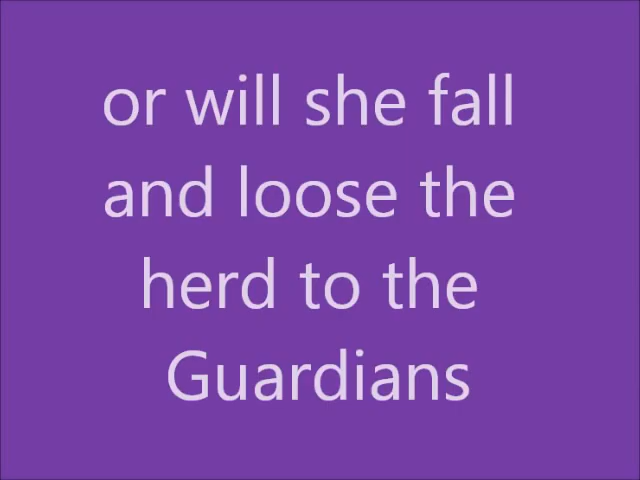 or will she fall
and loose the
herd to the
Guardians